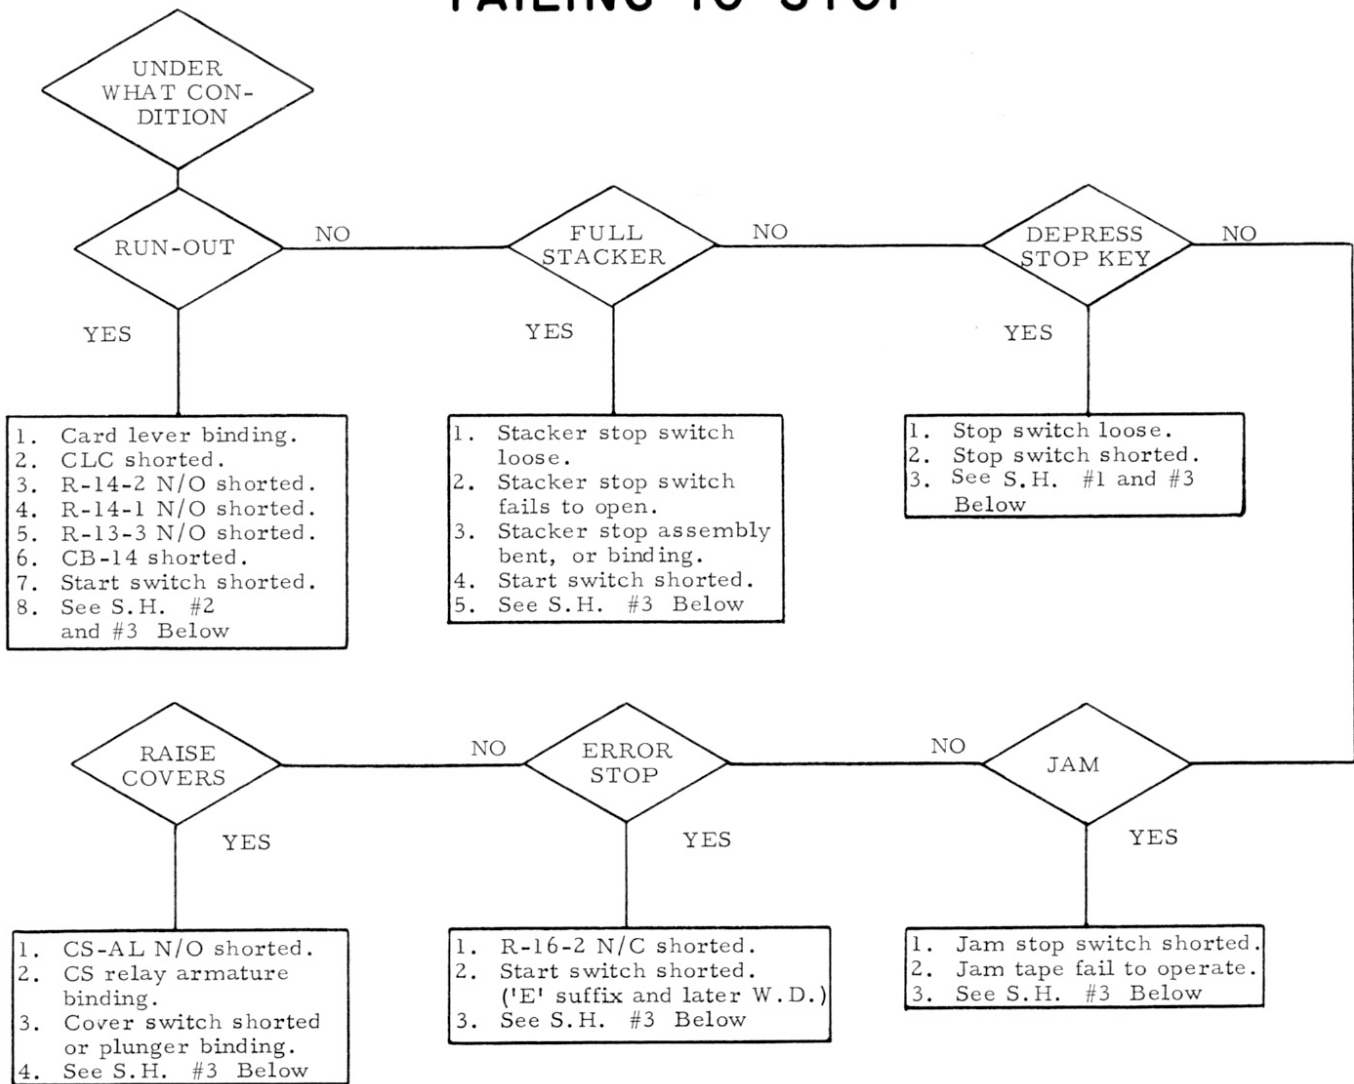 FAILING TO STOP
UNDER
WHAT CON-
DITION
RUN-OUT
NO
FULL
STACKER
NO
DEPRESS
STOP KEY
NO
YES
YES
YES
1. Card lever binding.
2. CLC shorted.
3. R-14-2 N/O shorted.
4. R-14-1 N/O shorted.
5. R-13-3 N/O shorted.
6. CB-14 shorted.
7. Start switch shorted.
8. See S.H. #2
and #3 Below
1. Stacker stop switch
loose.
2. Stacker stop switch
fails to open.
3. Stacker stop assembly
bent, or binding.
4. Start switch shorted.
5. See S.H. #3 Below
1. Stop switch loose.
2. Stop switch shorted.
3. See S.H. #1 and #3
Below
RAISE
COVERS
NO
ERROR
STOP
NO
JAM
YES
YES
YES
1. CS-AL N/O shorted.
2. CS relay armature
binding.
3. Cover switch shorted
or plunger binding.
4. See S.H. #3 Below
1. R-16-2 N/C shorted.
2. Start switch shorted.
('E' suffix and later W.D.)
3. See S.H. #3 Below
1. Jam stop switch shorted.
2. Jam tape fail to operate.
3. See S.H. #3 Below